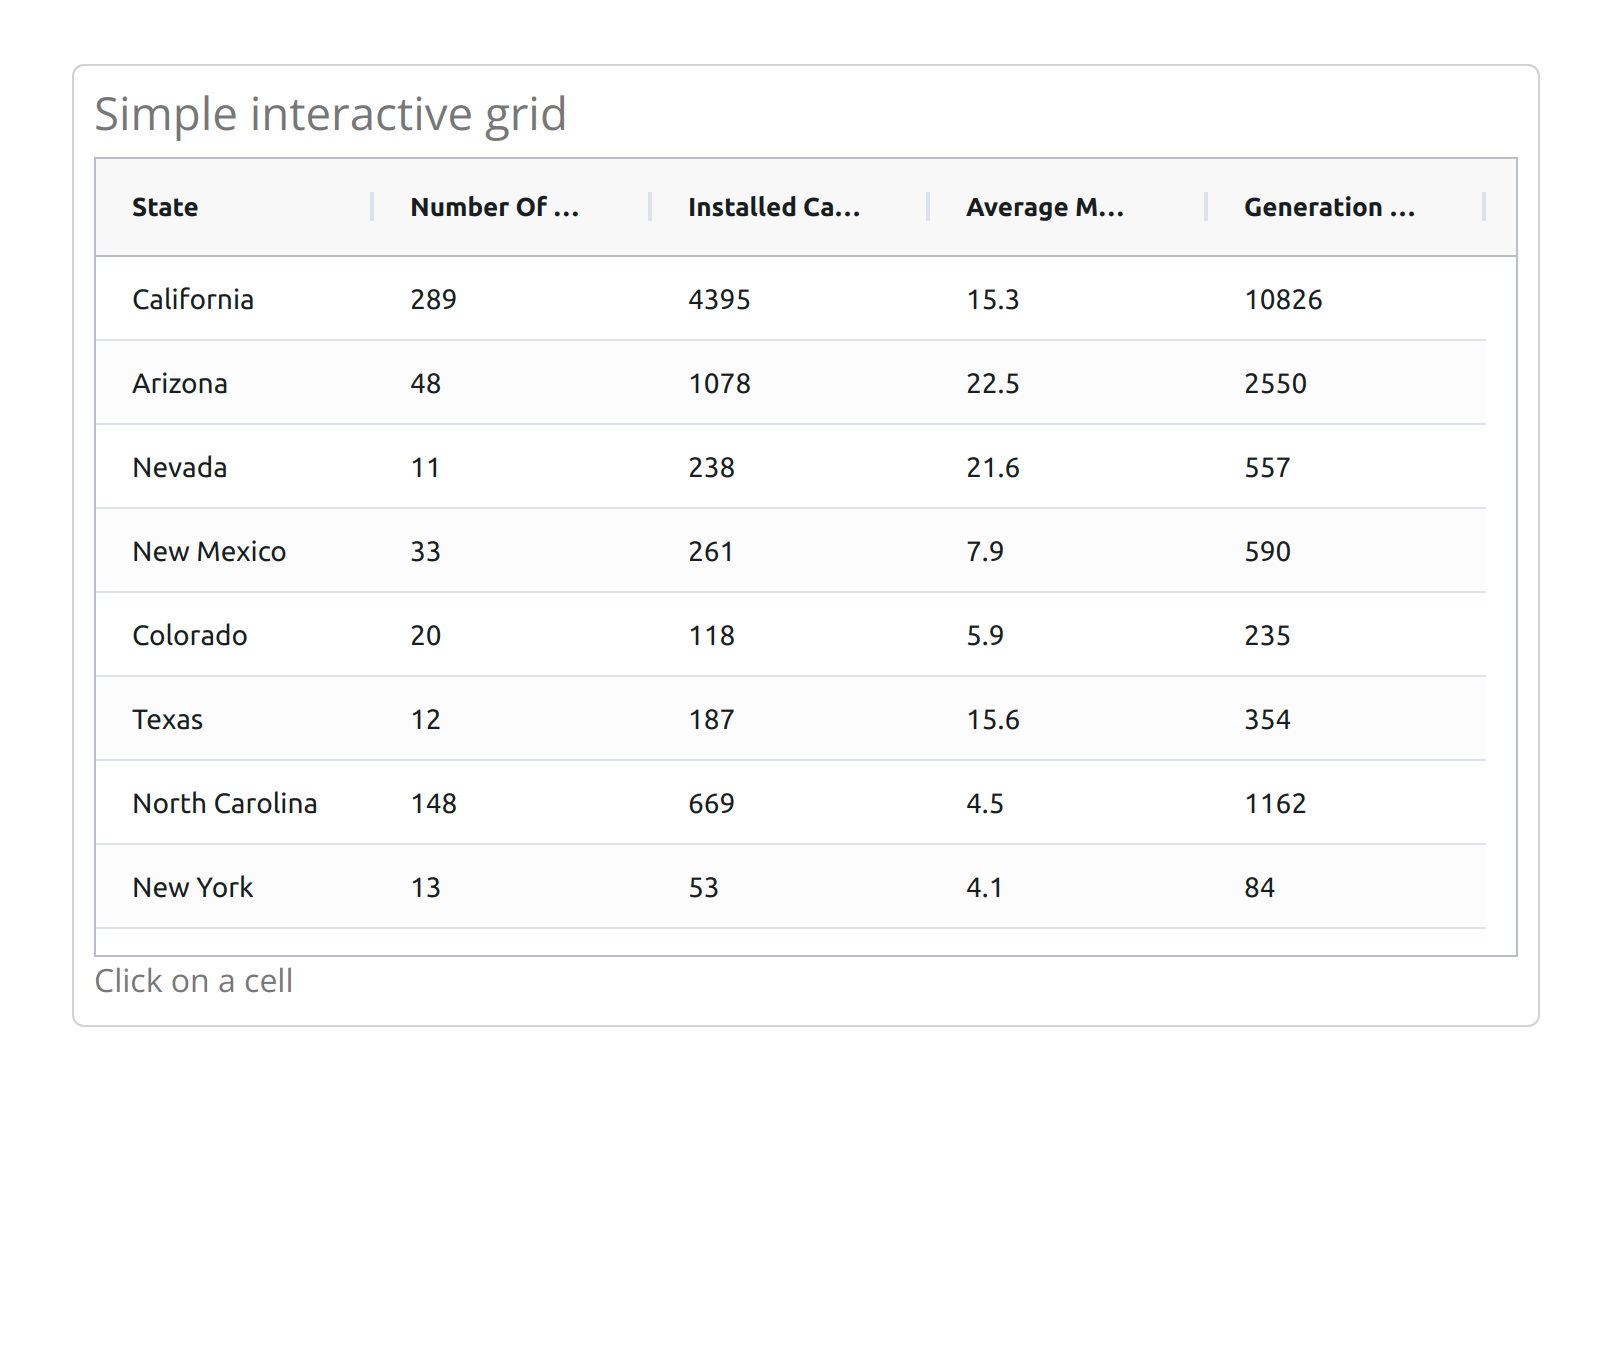 Simple interactive grid
State Number Of ... Installed Ca... Average M... Generation ...
California 289 4395 15.3 10826
Arizona 48 1078 22.5 2550
Nevada 11 238 21.6 557
New Mexico 33 261 7.9 590
Colorado 20 118 5.9 235
Texas 12 187 15.6 354
North Carolina 148 669 4.5 1162
New York 13 53 4.1 84
Click on a cell